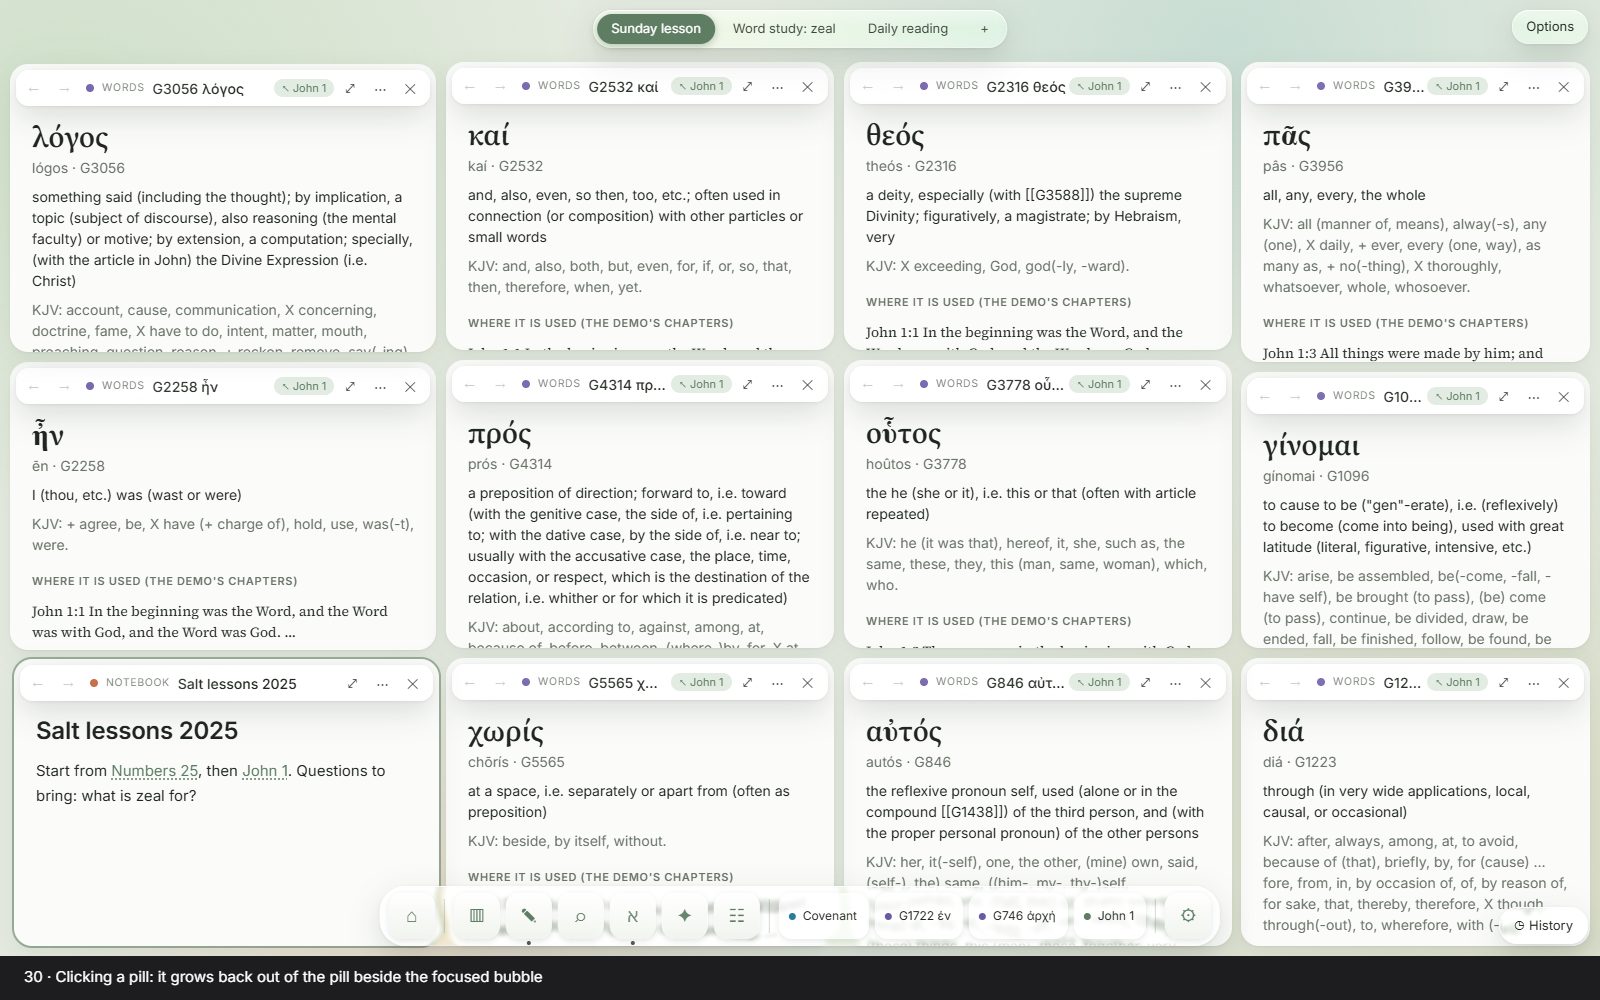 Sunday lesson Word study: zeal Daily reading +
Options
← → WORDS G3056 λόγος ↖ John 1
λόγος
lógos · G3056
something said (including the thought); by implication, a
topic (subject of discourse), also reasoning (the mental
faculty) or motive; by extension, a computation; specially,
(with the article in John) the Divine Expression (i.e.
Christ)
KJV: account, cause, communication, X concerning,
doctrine, fame, X have to do, intent, matter, mouth,
preaching, question, reason, + reckon, remove, say(-ing),
← → WORDS G2532 καί ↖ John 1
καί
kaí · G2532
and, also, even, so then, too, etc.; often used in
connection (or composition) with other particles or
small words
KJV: and, also, both, but, even, for, if, or, so, that,
then, therefore, when, yet.
WHERE IT IS USED (THE DEMO'S CHAPTERS)
← → WORDS G2316 θεός ↖ John 1
θεός
theós · G2316
a deity, especially (with [[G3588]]) the supreme
Divinity; figuratively, a magistrate; by Hebraism,
very
KJV: X exceeding, God, god(-ly, -ward).
WHERE IT IS USED (THE DEMO'S CHAPTERS)
John 1:1 In the beginning was the Word, and the
← → WORDS G39... ↖ John 1
πᾶς
pâs · G3956
all, any, every, the whole
KJV: all (manner of, means), alway(-s), any
(one), X daily, + ever, every (one, way), as
many as, + no(-thing), X thoroughly,
whatsoever, whole, whosoever.
WHERE IT IS USED (THE DEMO'S CHAPTERS)
John 1:3 All things were made by him; and
← → WORDS G2258 ἦν ↖ John 1
ἦν
ēn · G2258
I (thou, etc.) was (wast or were)
KJV: + agree, be, X have (+ charge of), hold, use, was(-t),
were.
WHERE IT IS USED (THE DEMO'S CHAPTERS)
John 1:1 In the beginning was the Word, and the Word
was with God, and the Word was God. ...
← → WORDS G4314 πρ... ↖ John 1
πρός
prós · G4314
a preposition of direction; forward to, i.e. toward
(with the genitive case, the side of, i.e. pertaining
to; with the dative case, by the side of, i.e. near to;
usually with the accusative case, the place, time,
occasion, or respect, which is the destination of the
relation, i.e. whither or for which it is predicated)
KJV: about, according to, against, among, at,
because of, before, between, (where-)by, for, X at
← → WORDS G3778 οὗ... ↖ John 1
οὗτος
hoûtos · G3778
the he (she or it), i.e. this or that (often with article
repeated)
KJV: he (it was that), hereof, it, she, such as, the
same, these, they, this (man, same, woman), which,
who.
WHERE IT IS USED (THE DEMO'S CHAPTERS)
← → WORDS G10... ↖ John 1
γίνομαι
gínomai · G1096
to cause to be ("gen"-erate), i.e. (reflexively)
to become (come into being), used with great
latitude (literal, figurative, intensive, etc.)
KJV: arise, be assembled, be(-come, -fall, -
have self), be brought (to pass), (be) come
(to pass), continue, be divided, draw, be
ended, fall, be finished, follow, be found, be
← → NOTEBOOK Salt lessons 2025
Salt lessons 2025
Start from Numbers 25, then John 1. Questions to
bring: what is zeal for?
← → WORDS G5565 χ... ↖ John 1
χωρίς
chōrís · G5565
at a space, i.e. separately or apart from (often as
preposition)
KJV: beside, by itself, without.
WHERE IT IS USED (THE DEMO'S CHAPTERS)
← → WORDS G846 αὐτ... ↖ John 1
αὐτός
autós · G846
the reflexive pronoun self, used (alone or in the
compound [[G1438]]) of the third person, and (with
the proper personal pronoun) of the other persons
KJV: her, it(-self), one, the other, (mine) own, said,
(self-), the) same, ((him-, my-, thy-)self
← → WORDS G12... ↖ John 1
διά
diá · G1223
through (in very wide applications, local,
causal, or occasional)
KJV: after, always, among, at, to avoid,
because of (that), briefly, by, for (cause) ...
fore, from, in, by occasion of, of, by reason of,
for sake, that, thereby, therefore, X though,
through(-out), to, wherefore, with (-
א Covenant G1722 ἐν G746 ἀρχή John 1
History
30 · Clicking a pill: it grows back out of the pill beside the focused bubble